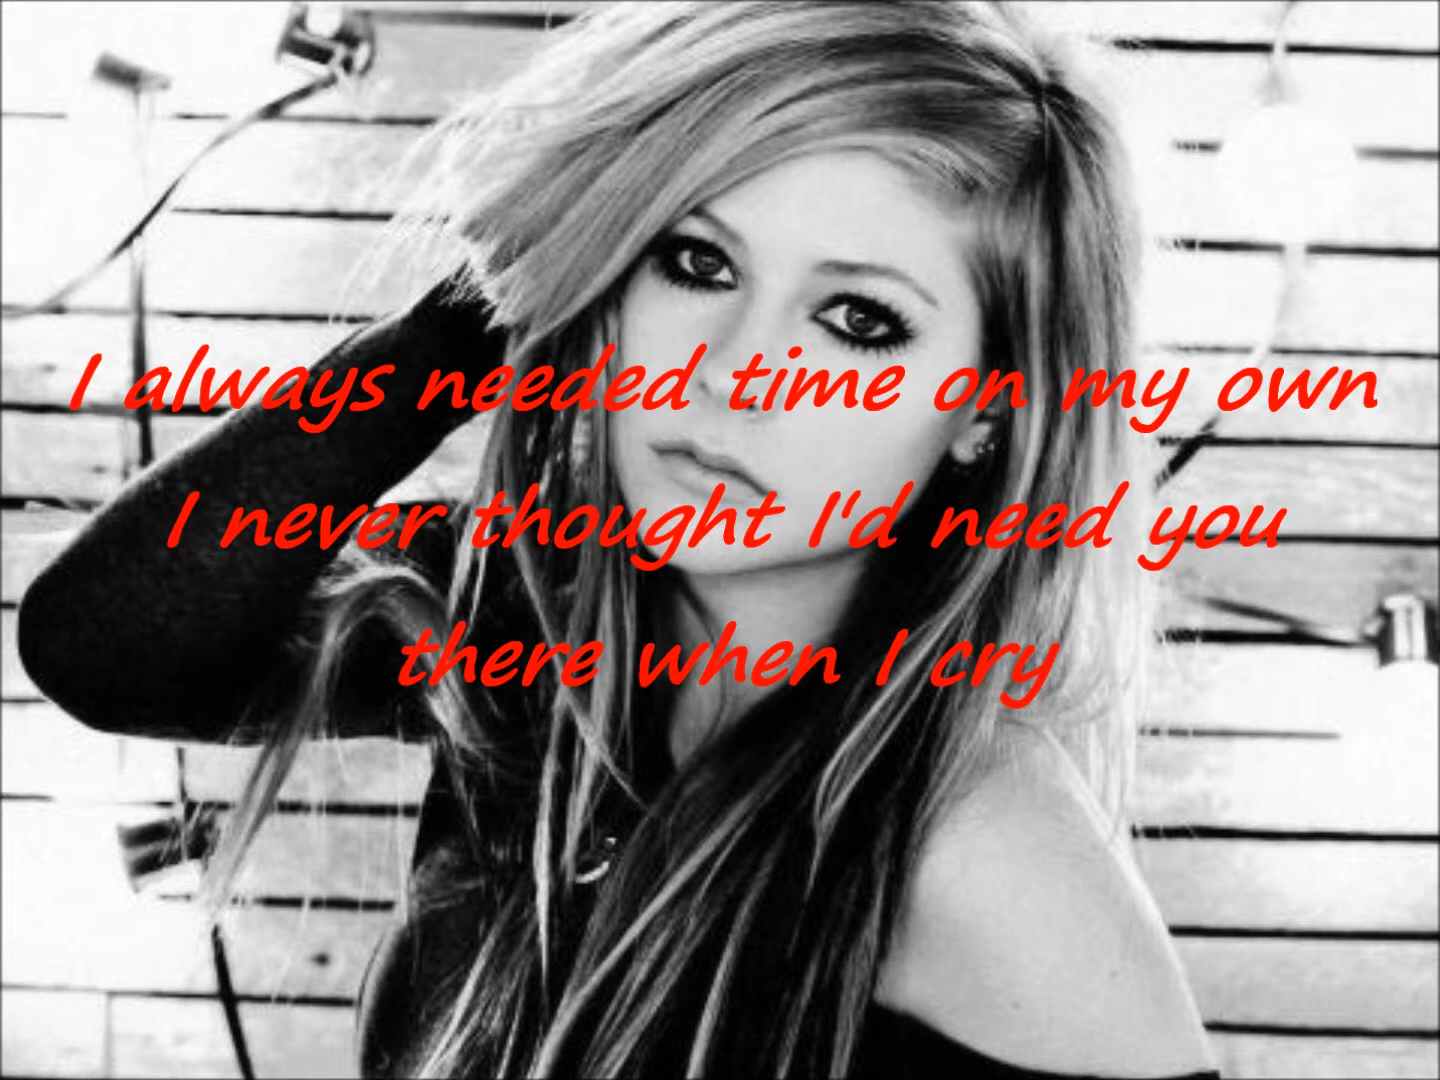 I always needed time on my own
I never thought I'd need you
there when I cry